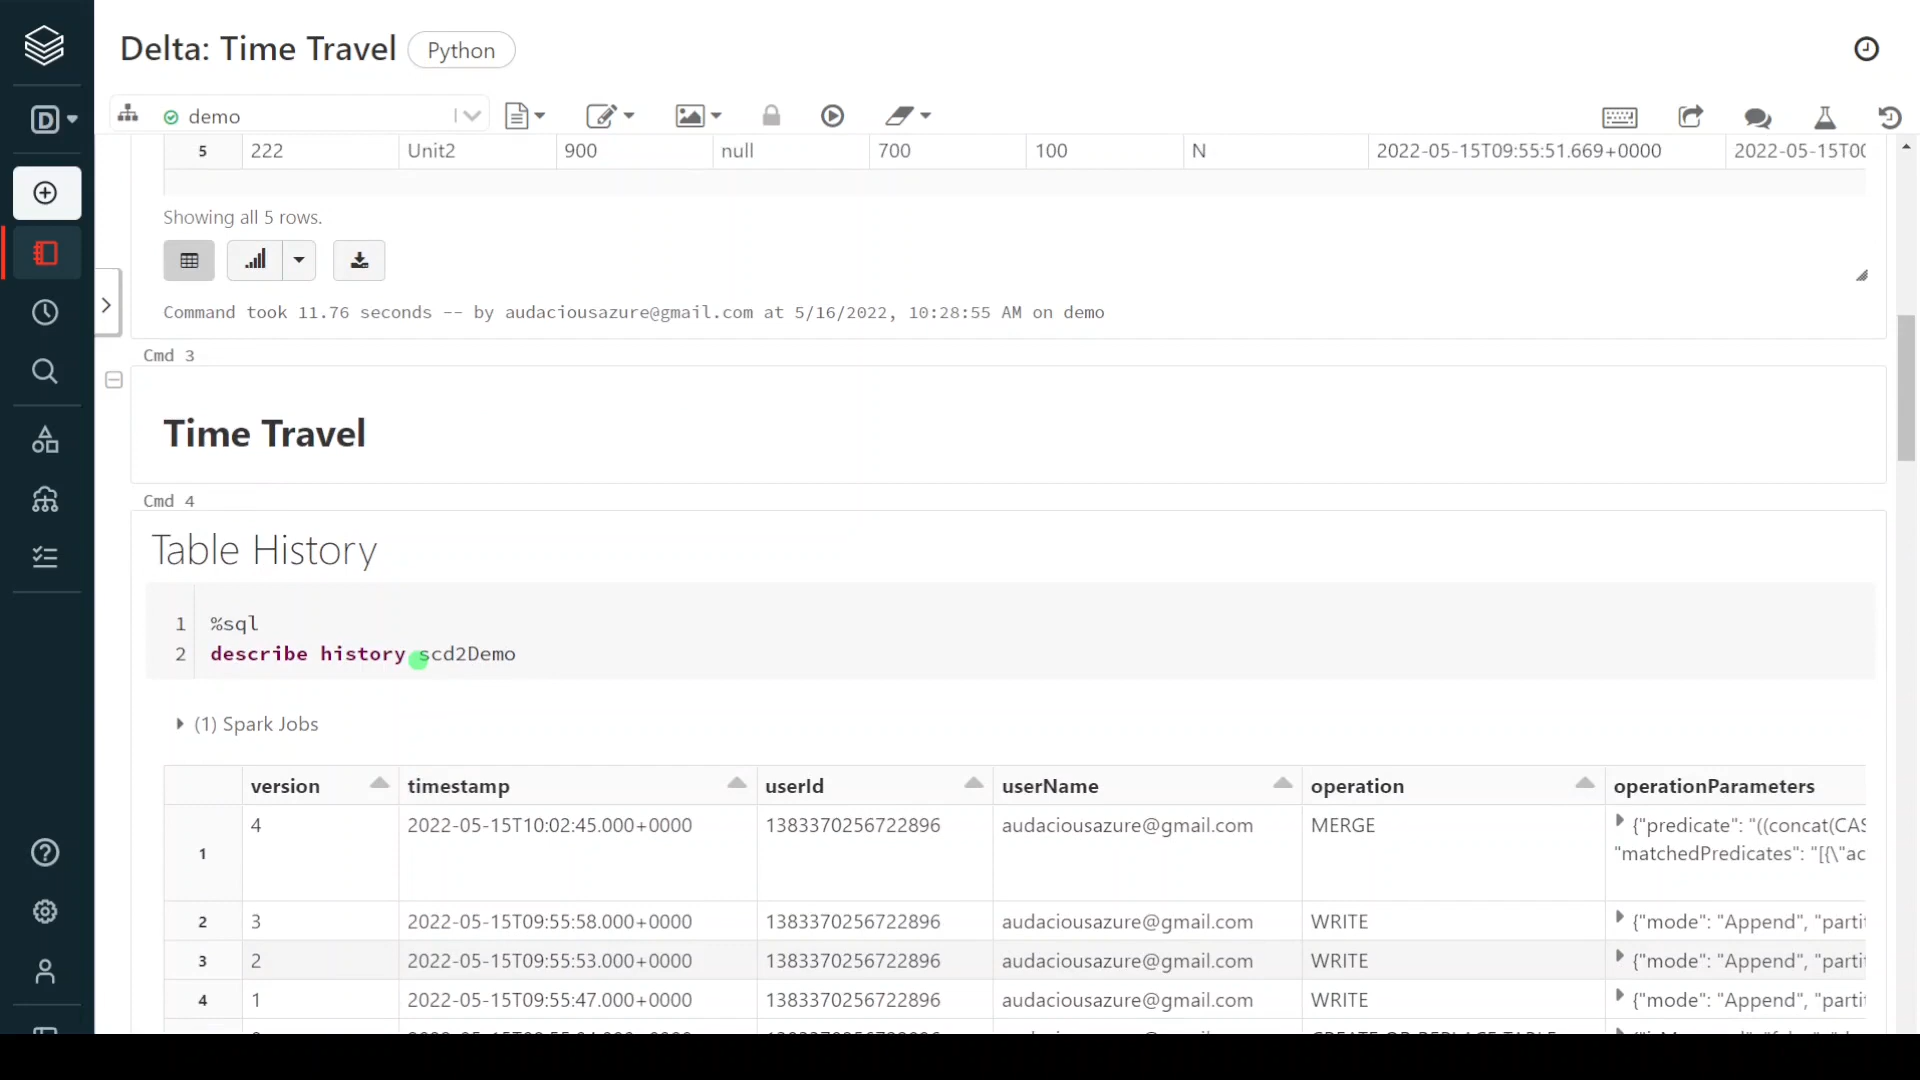 Delta: Time Travel Python
demo
5 222 Unit2 900 null 700 100 N 2022-05-15T09:55:51.669+0000 2022-05-15T00
Showing all 5 rows.
Command took 11.76 seconds -- by audaciousazure@gmail.com at 5/16/2022, 10:28:55 AM on demo
Cmd 3
Time Travel
Cmd 4
Table History
1 %sql
2 describe history scd2Demo
(1) Spark Jobs
version timestamp userId userName operation operationParameters
1 4 2022-05-15T10:02:45.000+0000 1383370256722896 audaciousazure@gmail.com MERGE {"predicate": "((concat(CAS
"matchedPredicates": "[{\"ac
2 3 2022-05-15T09:55:58.000+0000 1383370256722896 audaciousazure@gmail.com WRITE {"mode": "Append", "parti
3 2 2022-05-15T09:55:53.000+0000 1383370256722896 audaciousazure@gmail.com WRITE {"mode": "Append", "parti
4 1 2022-05-15T09:55:47.000+0000 1383370256722896 audaciousazure@gmail.com WRITE {"mode": "Append", "parti